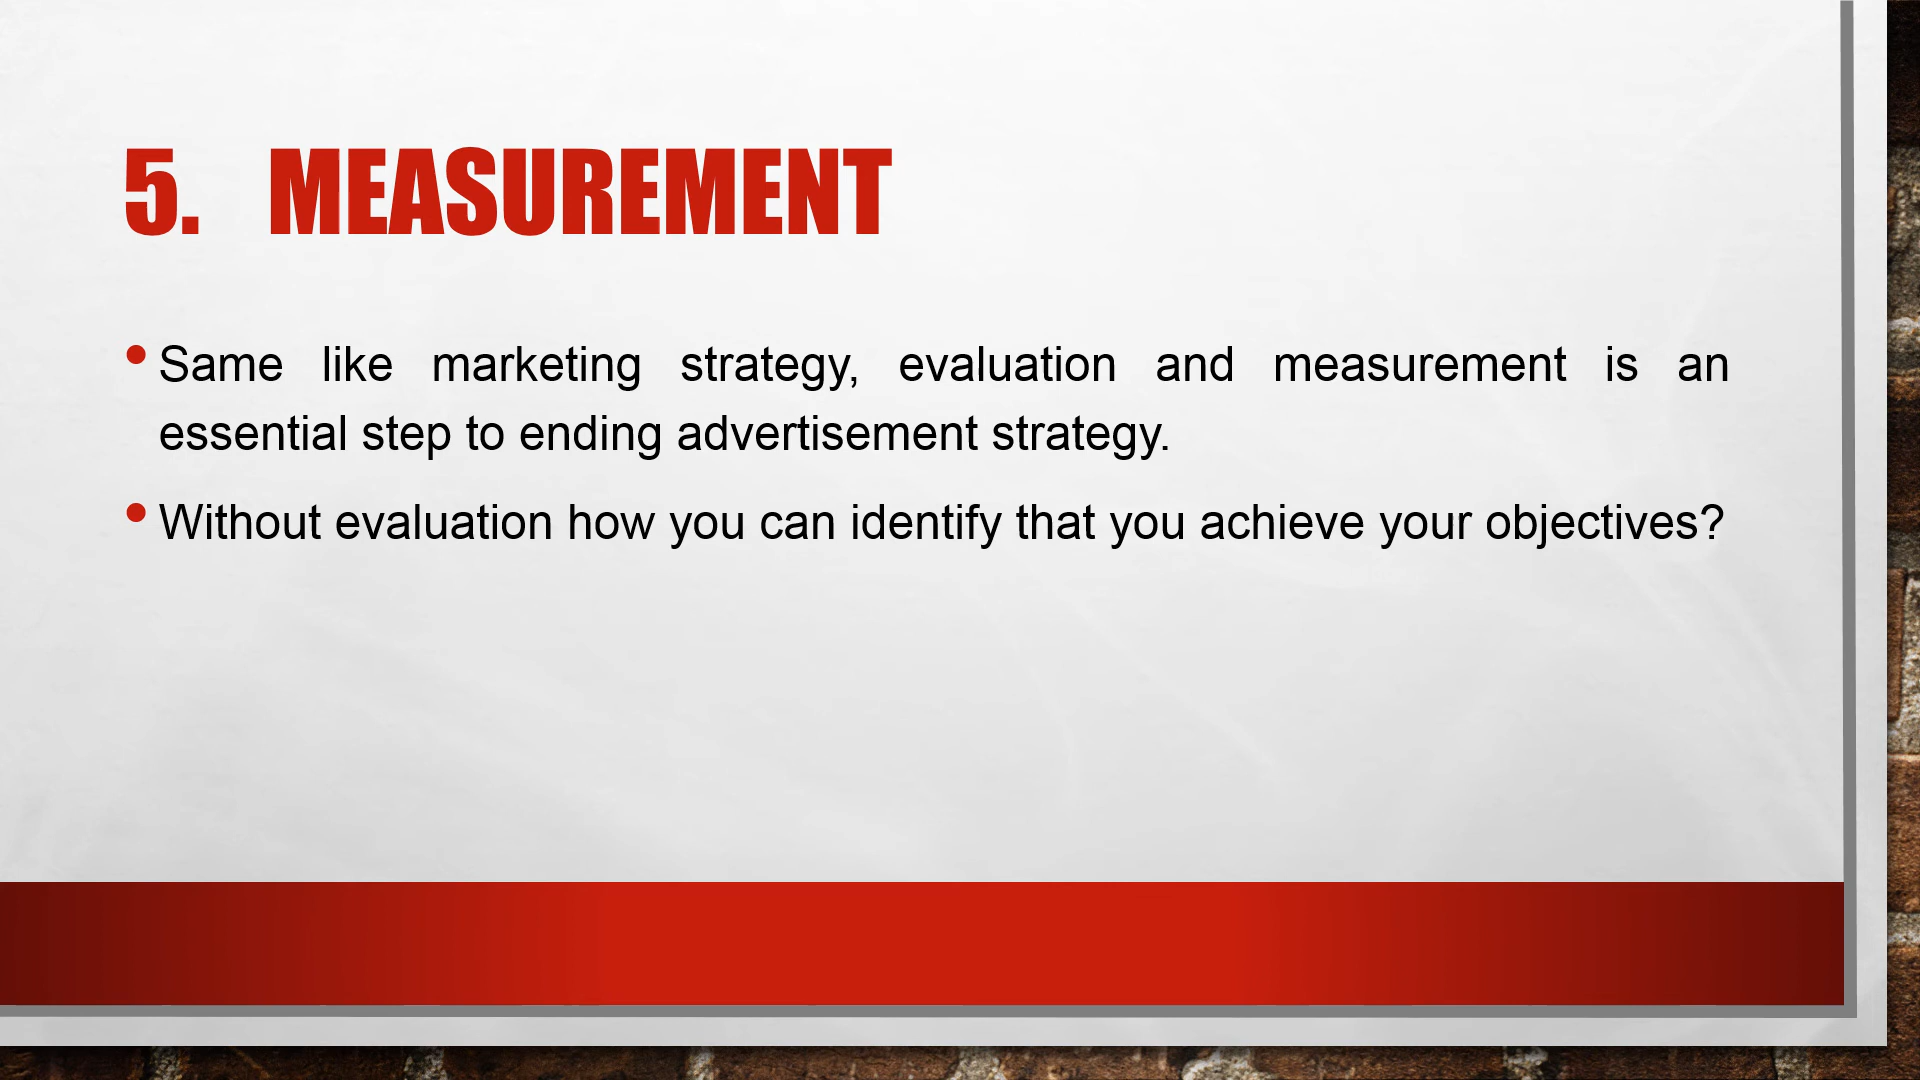 5. MEASUREMENT
• Same like marketing strategy, evaluation and measurement is an
essential step to ending advertisement strategy.
• Without evaluation how you can identify that you achieve your objectives?